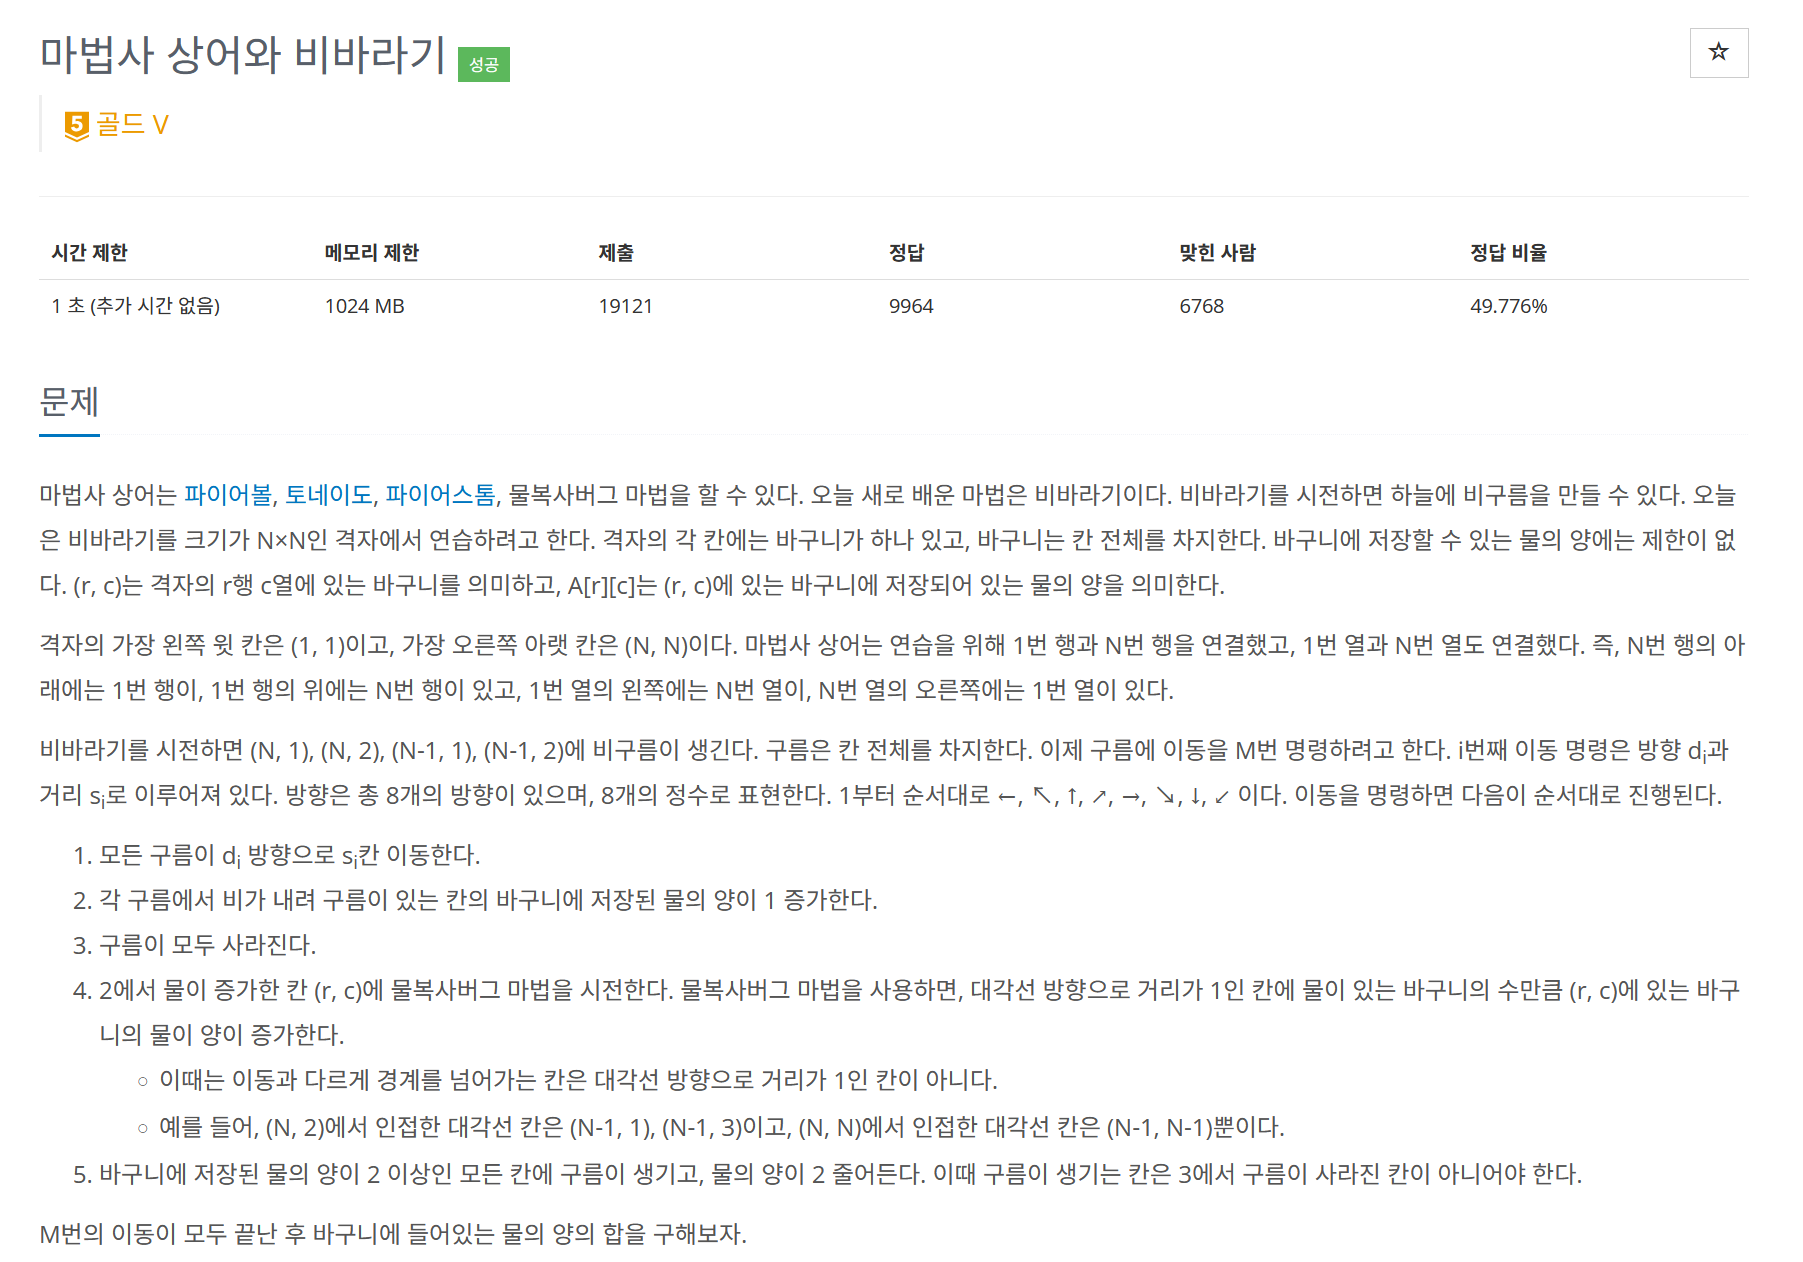 마법사 상어와 비바라기 성공
☆
5 골드 V
시간 제한 메모리 제한 제출 정답 맞힌 사람 정답 비율
1 초 (추가 시간 없음) 1024 MB 19121 9964 6768 49.776%
문제
마법사 상어는 파이어볼, 토네이도, 파이어스톰, 물복사버그 마법을 할 수 있다. 오늘 새로 배운 마법은 비바라기이다. 비바라기를 시전하면 하늘에 비구름을 만들 수 있다. 오늘
은 비바라기를 크기가 N×N인 격자에서 연습하려고 한다. 격자의 각 칸에는 바구니가 하나 있고, 바구니는 칸 전체를 차지한다. 바구니에 저장할 수 있는 물의 양에는 제한이 없
다. (r, c)는 격자의 r행 c열에 있는 바구니를 의미하고, A[r][c]는 (r, c)에 있는 바구니에 저장되어 있는 물의 양을 의미한다.
격자의 가장 왼쪽 윗 칸은 (1, 1)이고, 가장 오른쪽 아랫 칸은 (N, N)이다. 마법사 상어는 연습을 위해 1번 행과 N번 행을 연결했고, 1번 열과 N번 열도 연결했다. 즉, N번 행의 아
래에는 1번 행이, 1번 행의 위에는 N번 행이 있고, 1번 열의 왼쪽에는 N번 열이, N번 열의 오른쪽에는 1번 열이 있다.
비바라기를 시전하면 (N, 1), (N, 2), (N-1, 1), (N-1, 2)에 비구름이 생긴다. 구름은 칸 전체를 차지한다. 이제 구름에 이동을 M번 명령하려고 한다. i번째 이동 명령은 방향 di과
거리 si로 이루어져 있다. 방향은 총 8개의 방향이 있으며, 8개의 정수로 표현한다. 1부터 순서대로 ←, ↖, ↑, ↗, →, ↘, ↓, ↙ 이다. 이동을 명령하면 다음이 순서대로 진행된다.
1. 모든 구름이 di 방향으로 si칸 이동한다.
2. 각 구름에서 비가 내려 구름이 있는 칸의 바구니에 저장된 물의 양이 1 증가한다.
3. 구름이 모두 사라진다.
4. 2에서 물이 증가한 칸 (r, c)에 물복사버그 마법을 시전한다. 물복사버그 마법을 사용하면, 대각선 방향으로 거리가 1인 칸에 물이 있는 바구니의 수만큼 (r, c)에 있는 바구
니의 물이 양이 증가한다.
○ 이때는 이동과 다르게 경계를 넘어가는 칸은 대각선 방향으로 거리가 1인 칸이 아니다.
○ 예를 들어, (N, 2)에서 인접한 대각선 칸은 (N-1, 1), (N-1, 3)이고, (N, N)에서 인접한 대각선 칸은 (N-1, N-1)뿐이다.
5. 바구니에 저장된 물의 양이 2 이상인 모든 칸에 구름이 생기고, 물의 양이 2 줄어든다. 이때 구름이 생기는 칸은 3에서 구름이 사라진 칸이 아니어야 한다.
M번의 이동이 모두 끝난 후 바구니에 들어있는 물의 양의 합을 구해보자.